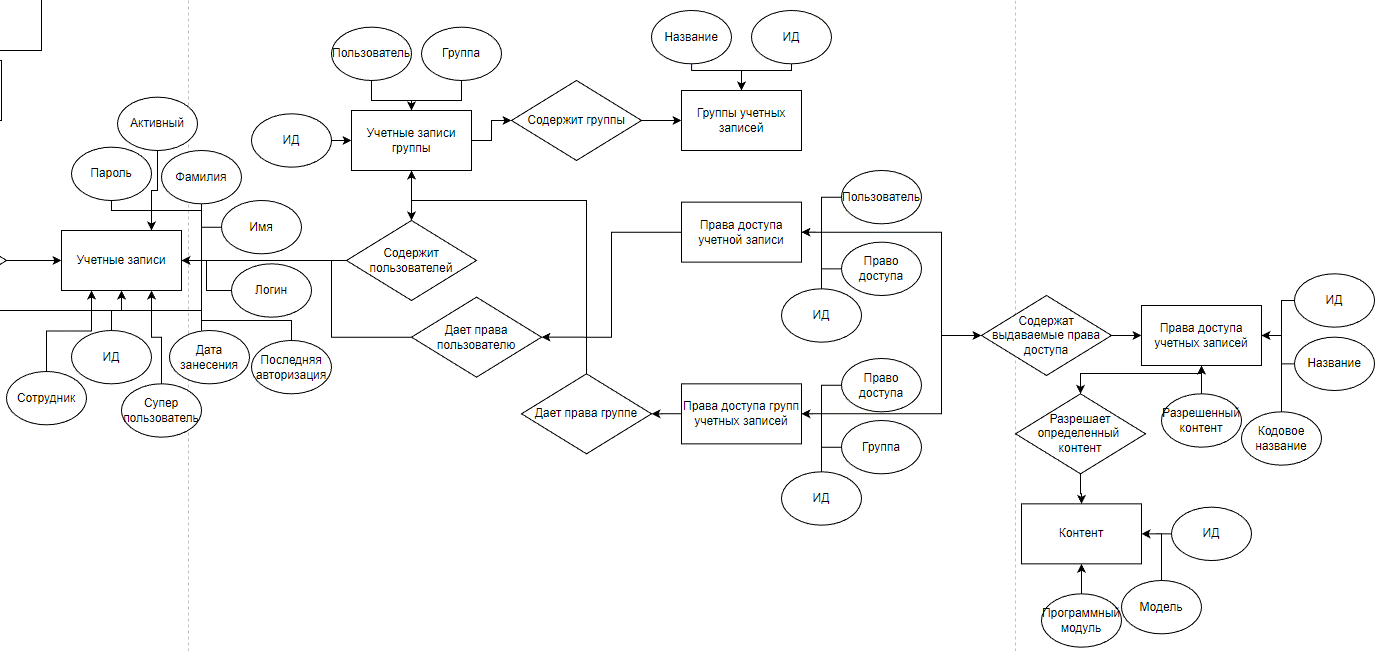 Название
ИД
Пользователь
Группа
ИД
Учетные записи
группы
Содержит группы
Группы учетных
записей
Активный
Пароль
Фамилия
Имя
Учетные записи
Логин
Содержит
пользователей
Права доступа
учетной записи
Пользователь
Право
доступа
ИД
Дает права
пользователю
Содержат
выдаваемые права
доступа
Права доступа
учетных записей
ИД
Название
Сотрудник
ИД
Супер
пользователь
Дата
занесения
Последняя
авторизация
Дает права группе
Права доступа групп
учетных записей
Право
доступа
Группа
ИД
Разрешает
определенный
контент
Разрешенный
контент
Кодовое
название
Контент
ИД
Программный
модуль
Модель